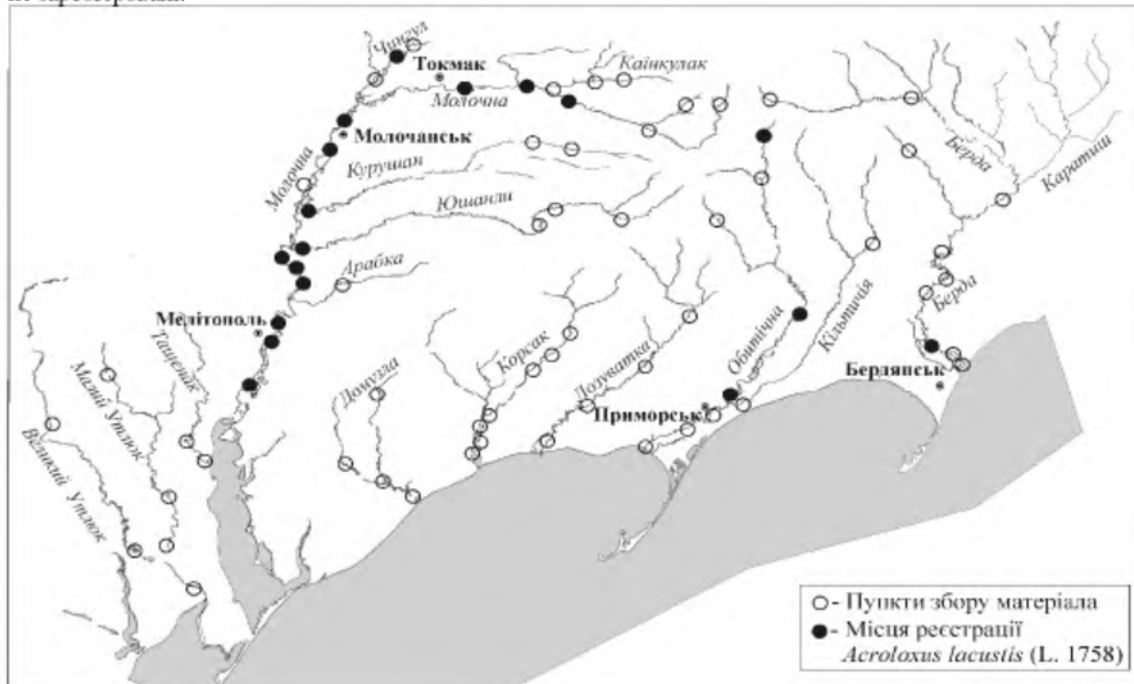 Чингул
Токмак
Каінкулак
Молочна
Молочанськ
Молочна
Курушан
Берда
Каратиш
Юшанли
Арабка
Мелітополь
Ташенак
Малий Утлюк
Великий Утлюк
Домузла
Корсак
Лозуватка
Обитічна
Кільтичія
Берда
Бердянськ
Приморськ
- Пункти збору матеріала
- Місця реєстрації
Acroloxus lacustis (L. 1758)